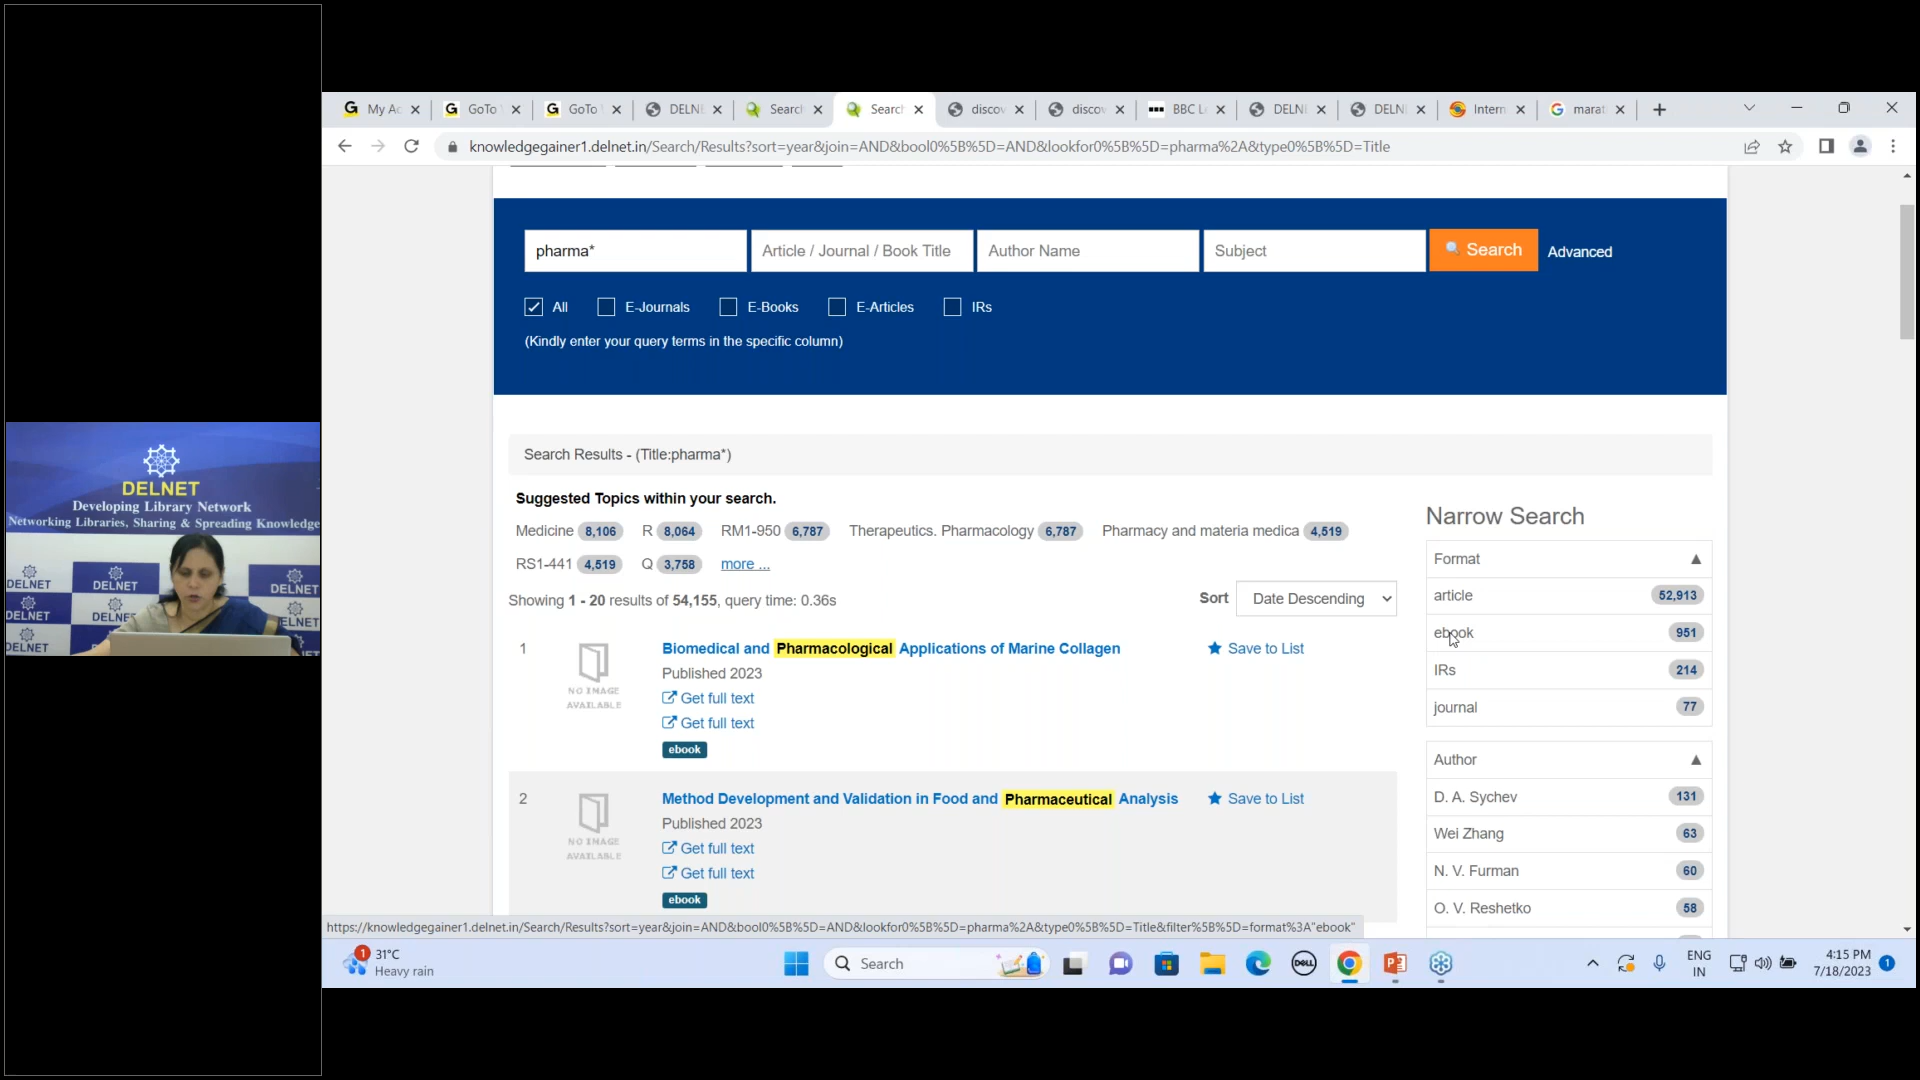 My Ac
GoTo
GoTo
DELNE
Search
Search
discov
discov
BBC Le
DELNI
DELNI
Intern
marat
knowledgegainer1.delnet.in/Search/Results?sort=year&join=AND&bool0%5B%5D=AND&lookfor0%5B%5D=pharma%2A&type0%5B%5D=Title
pharma*
Article / Journal / Book Title
Author Name
Subject
Search
Advanced
All
E-Journals
E-Books
E-Articles
IRs
(Kindly enter your query terms in the specific column)
Search Results - (Title:pharma*)
Suggested Topics within your search.
Medicine 8,106 R 8,064 RM1-950 6,787 Therapeutics. Pharmacology 6,787 Pharmacy and materia medica 4,519
RS1-441 4,519 Q 3,758 more ...
Showing 1 - 20 results of 54,155, query time: 0.36s
Sort Date Descending
1
NO IMAGE
AVAILABLE
Biomedical and Pharmacological Applications of Marine Collagen
Published 2023
Get full text
Get full text
ebook
Save to List
2
NO IMAGE
AVAILABLE
Method Development and Validation in Food and Pharmaceutical Analysis
Published 2023
Get full text
Get full text
ebook
Save to List
Narrow Search
Format
article 52,913
ebook 951
IRs 214
journal 77
Author
D. A. Sychev 131
Wei Zhang 63
N. V. Furman 60
O. V. Reshetko 58
https://knowledgegainer1.delnet.in/Search/Results?sort=year&join=AND&bool0%5B%5D=AND&lookfor0%5B%5D=pharma%2A&type0%5B%5D=Title&filter%5B%5D=format%3A"ebook"
1
31°C
Heavy rain
Search
DELL
ENG
IN
4:15 PM
7/18/2023
1
DELNET
Developing Library Network
Networking Libraries, Sharing & Spreading Knowledge
DELNET
DELNET
DELNET
DELNET
DELNET
ELNET
DELNET